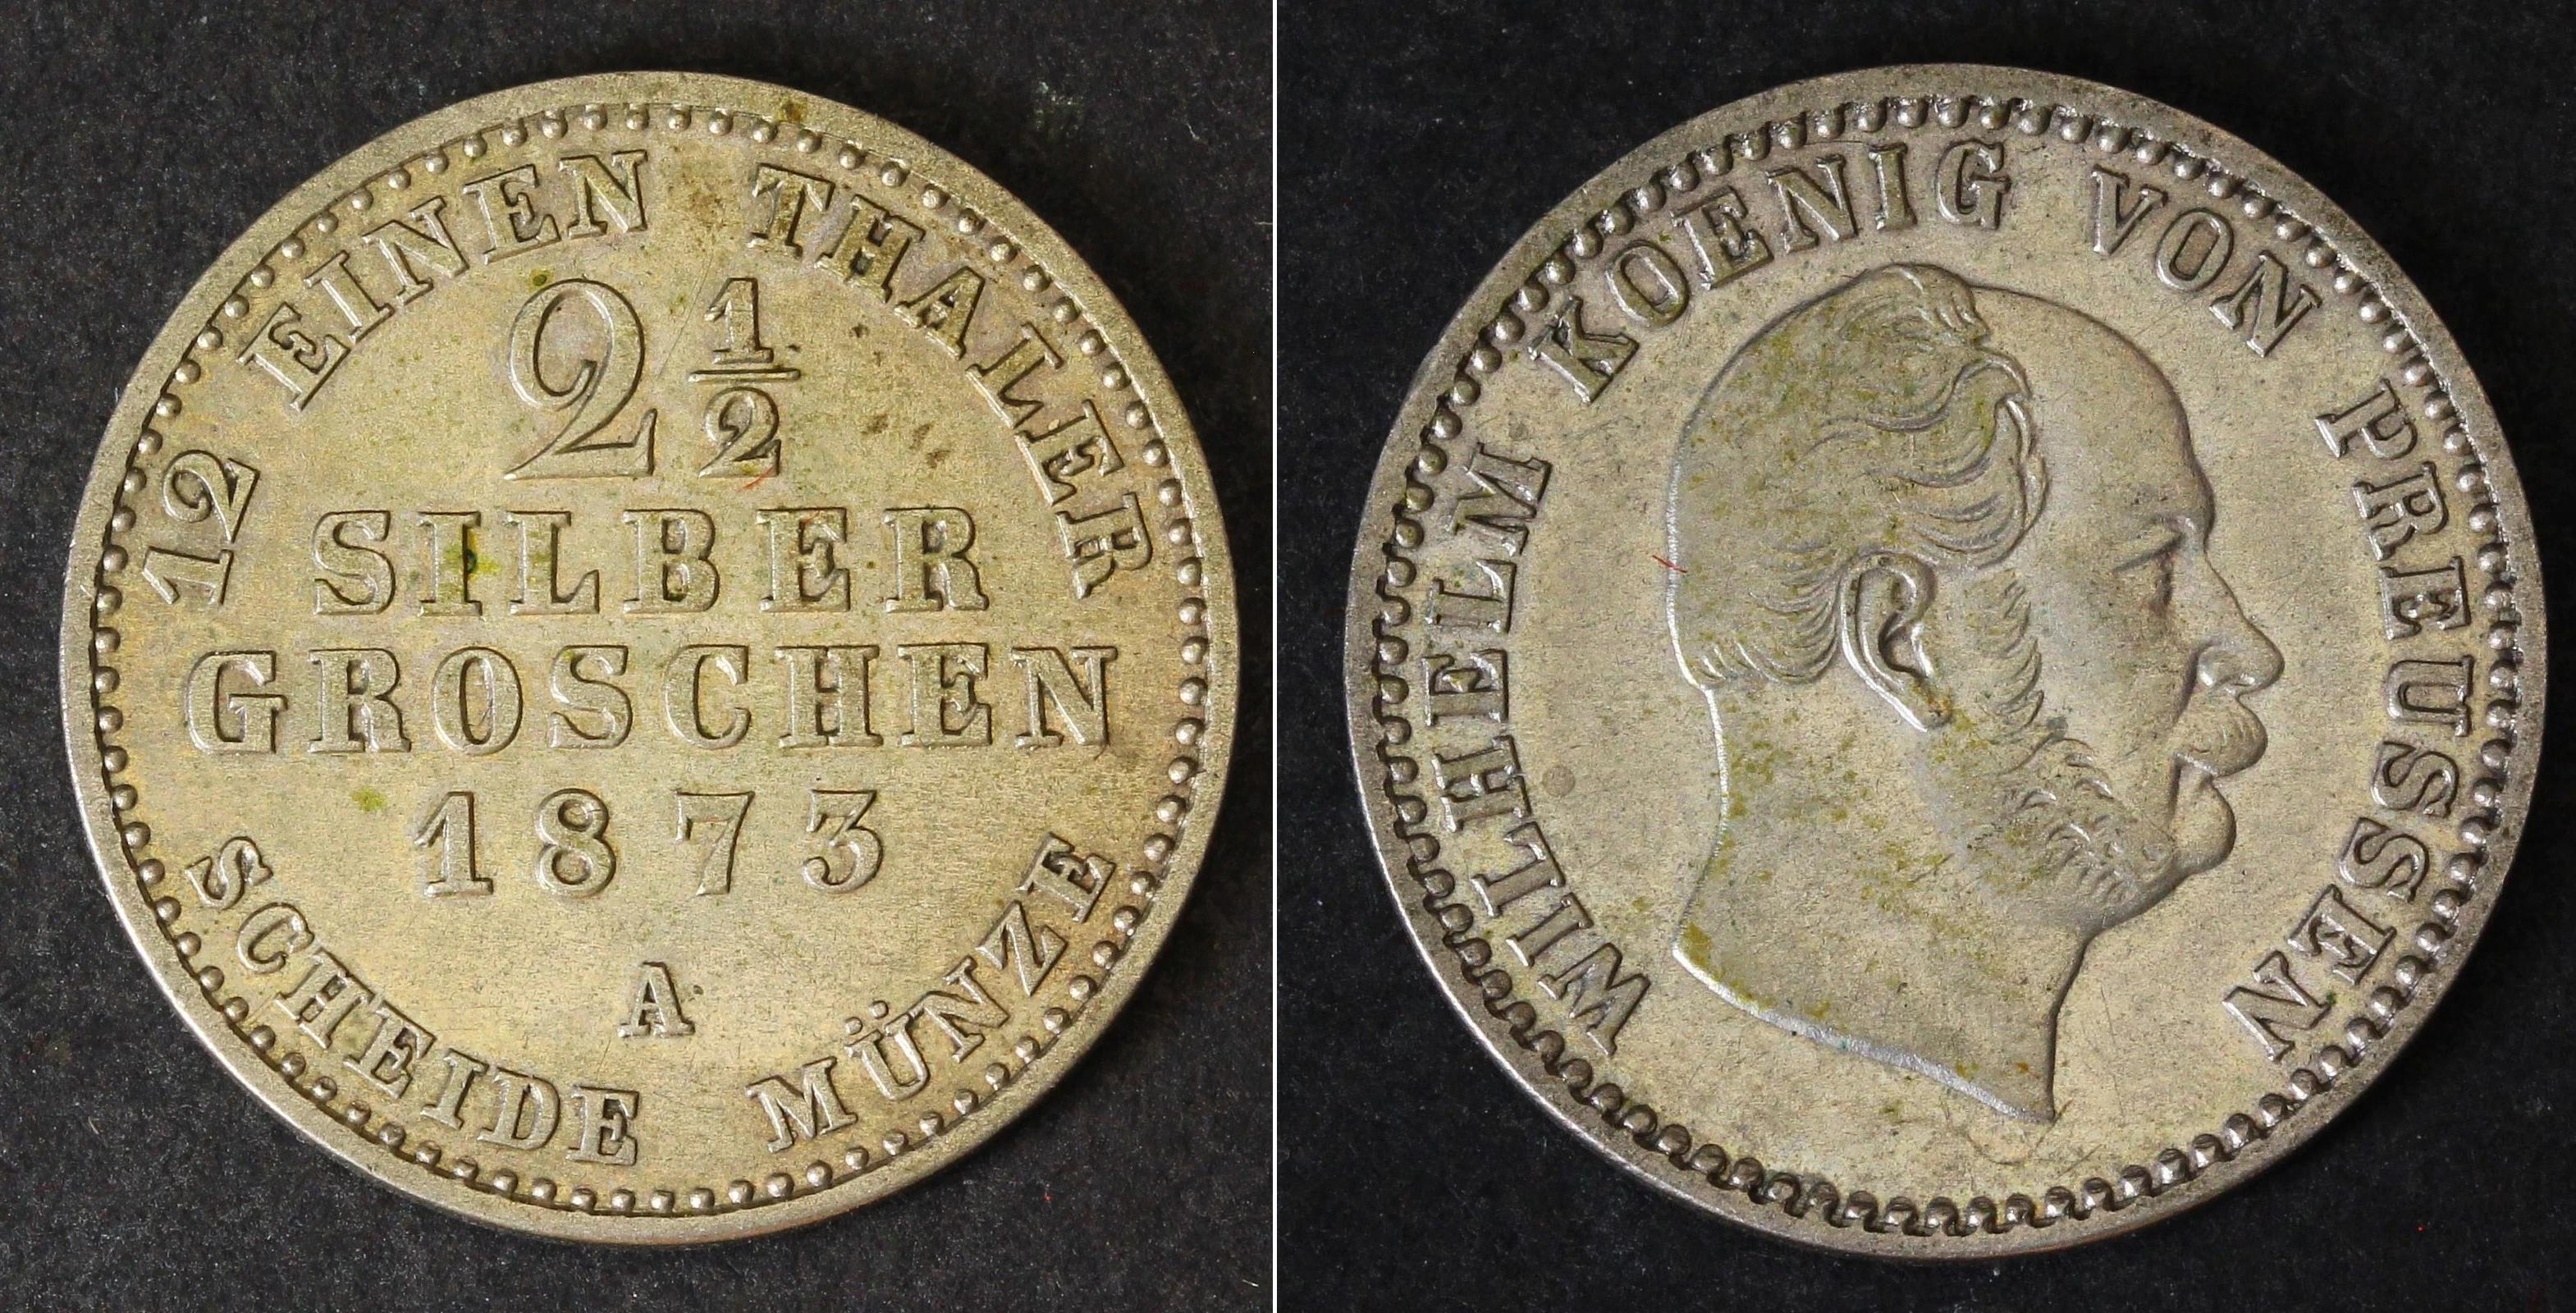 12 EINEN THALER
2 1/2
SILBER
GROSCHEN
1873
A
SCHEIDE MÜNZE
WILHELM KOENIG VON PREUSSEN